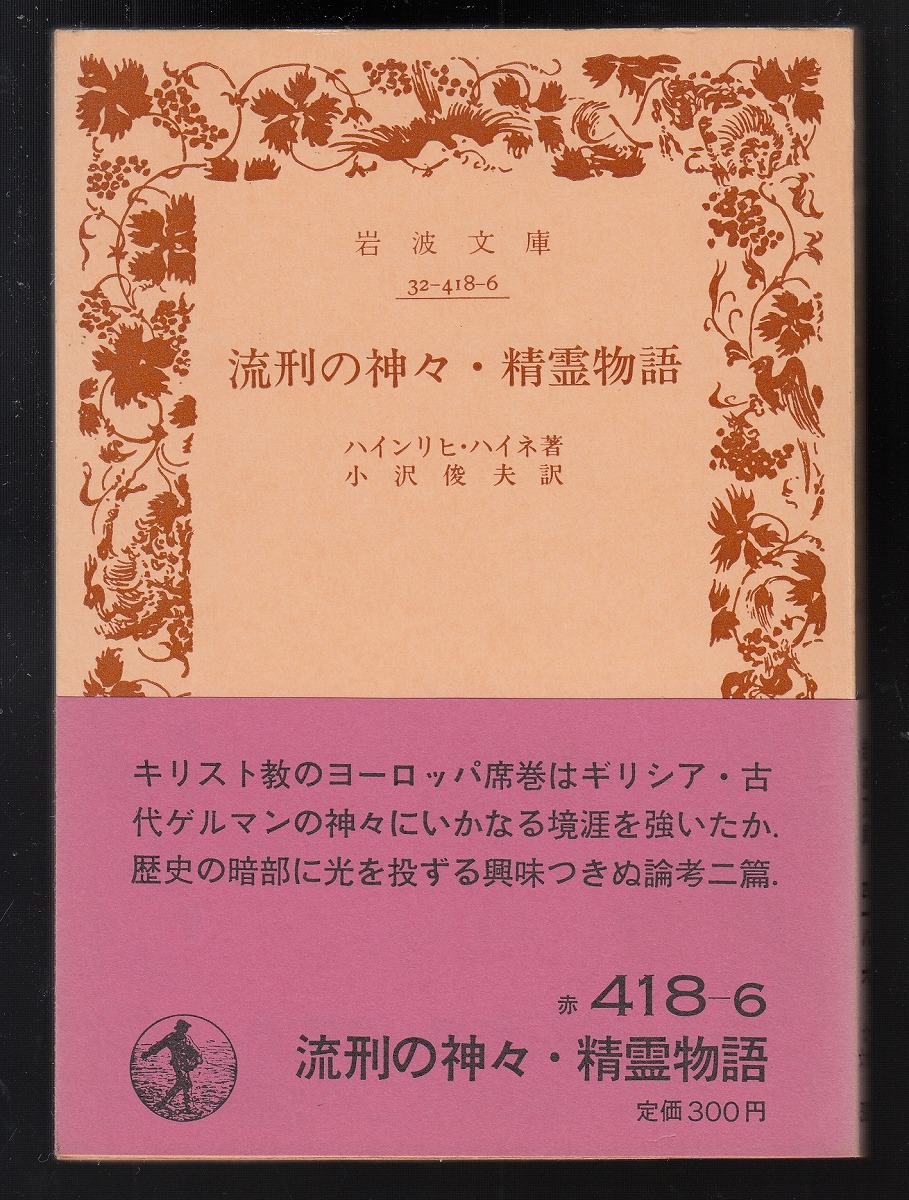 岩波文庫
32-418-6
流刑の神々・精霊物語
ハインリヒ・ハイネ著
小沢俊夫訳
キリスト教のヨーロッパ席巻はギリシア・古
代ゲルマンの神々にいかなる境涯を強いたか.
歴史の暗部に光を投ずる興味つきぬ論考二篇.
赤 418-6
流刑の神々・精霊物語
定価300円